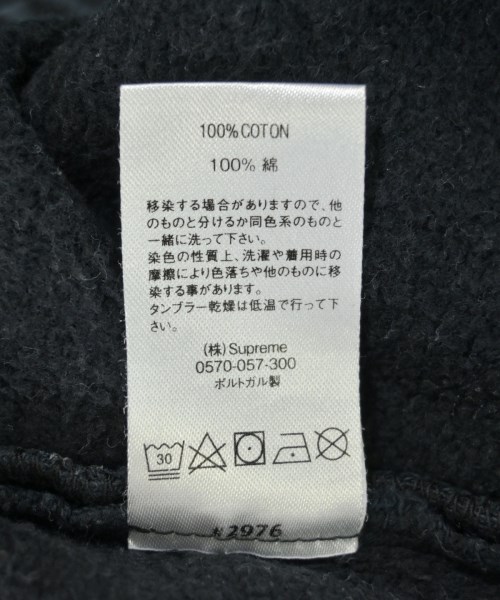 100%COTON
100% 綿
移染する場合がありますので、他
のものと分けるか同色系のものと
一緒に洗って下さい。
染色の性質上、洗濯や着用時の
摩擦により色落ちや他のものに移
染する事があります。
タンブラー乾燥は低温で行って下
さい。
(株)Supreme
0570-057-300
ポルトガル製
30
2976